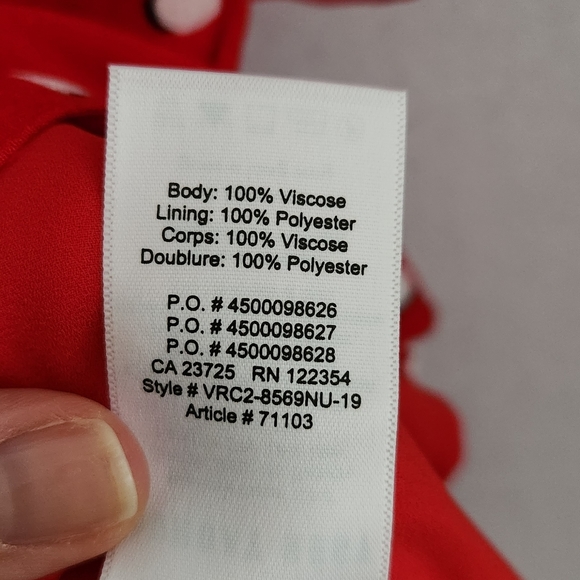 Body: 100% Viscose
Lining: 100% Polyester
Corps: 100% Viscose
Doublure: 100% Polyester
P.O. # 4500098626
P.O. # 4500098627
P.O. # 4500098628
CA 23725 RN 122354
Style # VRC2-8569NU-19
Article # 71103